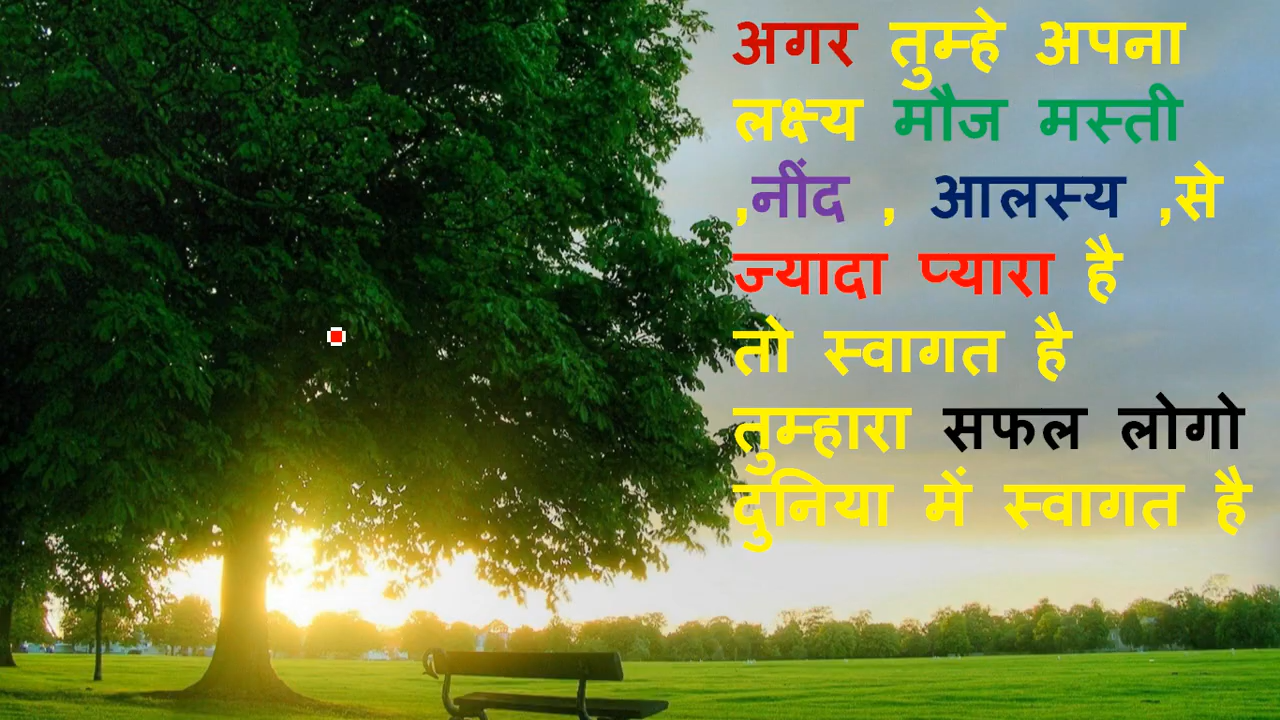 अगर तुम्हे अपना
लक्ष्य मौज मस्ती
,नींद , आलस्य ,से
ज्यादा प्यारा है
तो स्वागत है
तुम्हारा सफल लोगो
दुनिया में स्वागत है